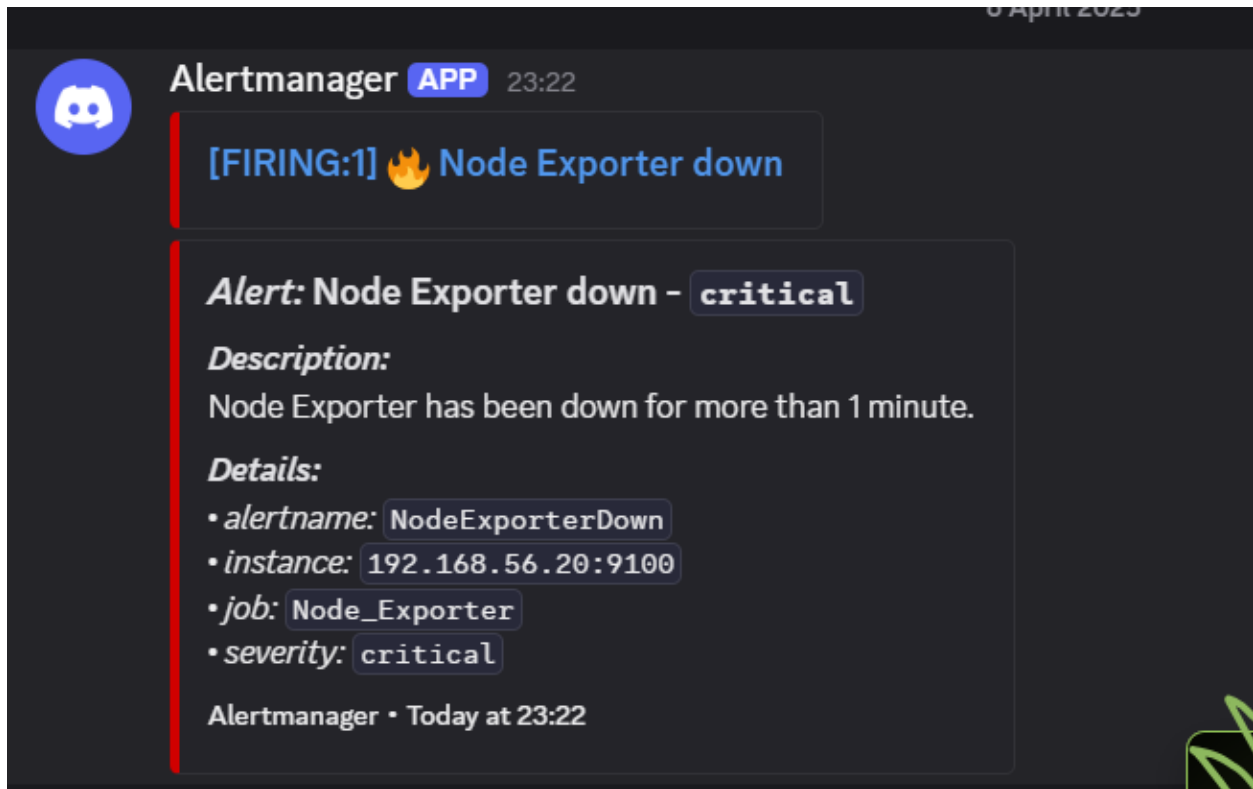 April 2025
Alertmanager APP 23:22
[FIRING:1] 🔥 Node Exporter down
Alert: Node Exporter down - critical
Description:
Node Exporter has been down for more than 1 minute.
Details:
• alertname: NodeExporterDown
• instance: 192.168.56.20:9100
• job: Node_Exporter
• severity: critical
Alertmanager • Today at 23:22